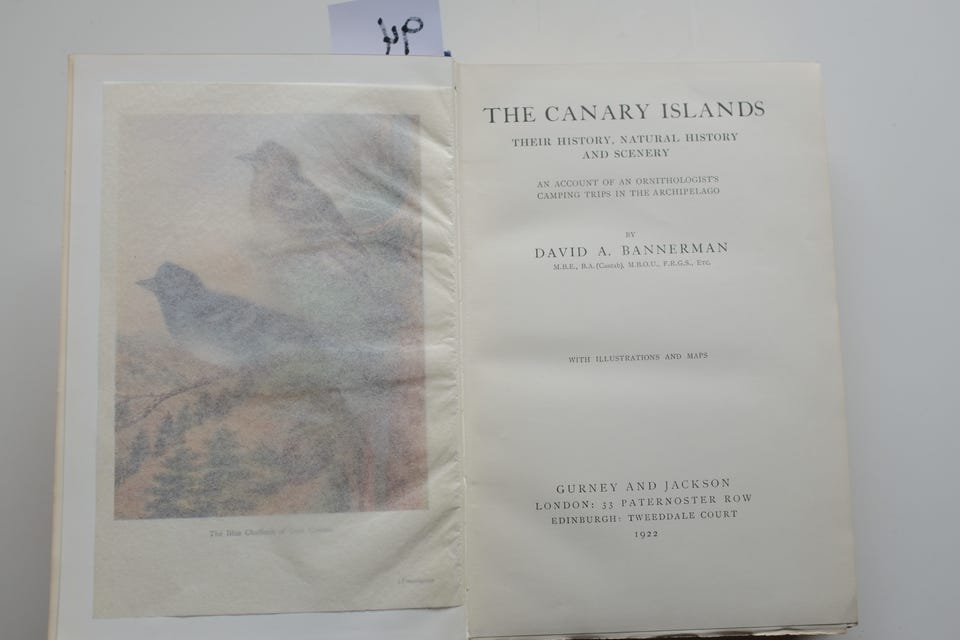 The Blue Chaffinch of Gran Canaria
THE CANARY ISLANDS
THEIR HISTORY, NATURAL HISTORY
AND SCENERY
AN ACCOUNT OF AN ORNITHOLOGIST'S
CAMPING TRIPS IN THE ARCHIPELAGO
BY
DAVID A. BANNERMAN
M.B.E., B.A. (Cantab), M.B.O.U., F.R.G.S., Etc.
WITH ILLUSTRATIONS AND MAPS
GURNEY AND JACKSON
LONDON: 33 PATERNOSTER ROW
EDINBURGH: TWEEDDALE COURT
1922